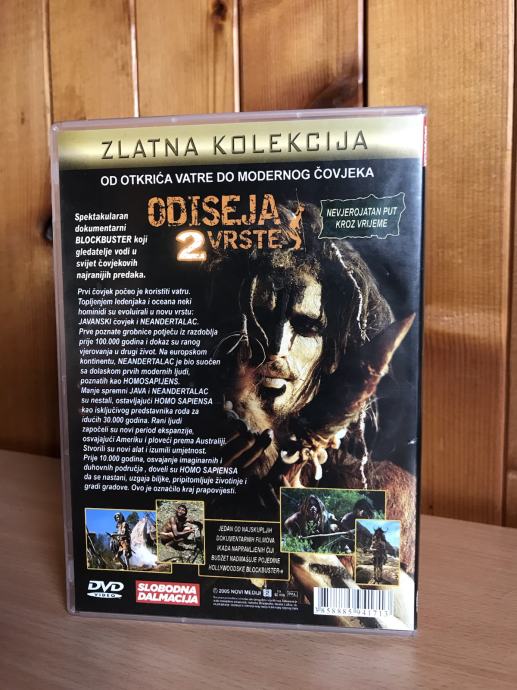 ZLATNA KOLEKCIJA
OD OTKRIĆA VATRE DO MODERNOG ČOVJEKA
Spektakularan
dokumentarni
BLOCKBUSTER koji
gledatelje vodi u
svijet čovjekovih
najranijih predaka.
ODISEJA
2 VRSTE
NEVJEROJATAN PUT
KROZ VRIJEME
Prvi čovjek počeo je koristiti vatru.
Topljenjem ledenjaka i oceana neki
hominidi su evoluirali u novu vrstu:
JAVANSKI čovjek i NEANDERTALAC.
Prve poznate grobnice potječu iz razdoblja
prije 100.000 godina i dokaz su ranog
vjerovanja u drugi život. Na europskom
kontinentu, NEANDERTALAC je bio suočen
sa dolaskom prvih modernih ljudi,
poznatih kao HOMOSAPIJENS.
Manje spremni JAVA i NEANDERTALAC
su nestali, ostavljajući HOMO SAPIENSA
kao isključivog predstavnika roda za
idućih 30.000 godina. Rani ljudi
započeli su novi period ekspanzije,
osvajajući Ameriku i ploveći prema Australiji.
Stvorili su novi alat i izumili umjetnost.
Prije 10.000 godina, osvajanje imaginarnih i
duhovnih područja, doveli su HOMO SAPIENSA
da se nastani, uzgaja biljke, pripitomljuje životinje i
gradi gradove. Ovo je označilo kraj prapovijesti.
JEDAN OD NAJSKUPLJIH
DOKUMENTARNIH FILMOVA
IKADA NAPRAVLJENIH ČIJI
BUDŽET NADMAŠUJE POJEDINE
HOLLYWOODSKE BLOCKBUSTER-e
DVD
VIDEO
SLOBODNA
DALMACIJA
© 2005 NOVI MEDIJI
2
PAL
3 858885 941713